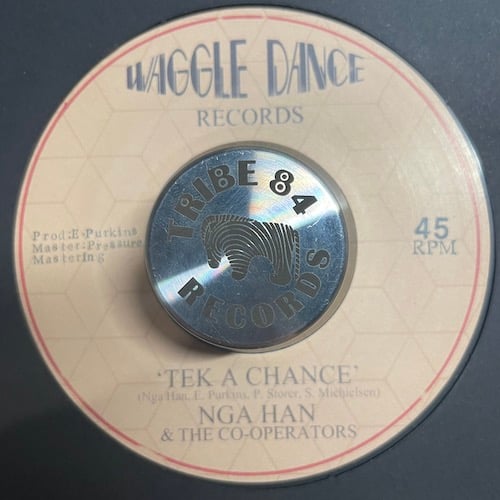 WAGGLE DANCE
RECORDS
Prod:E.Purkins
Master:Pressure
Mastering
TRIBE 84
RECORDS
45
RPM
'TEK A CHANCE'
(Nga Han, E. Purkins, P. Storer, S. Michielsen)
NGA HAN
& THE CO-OPERATORS